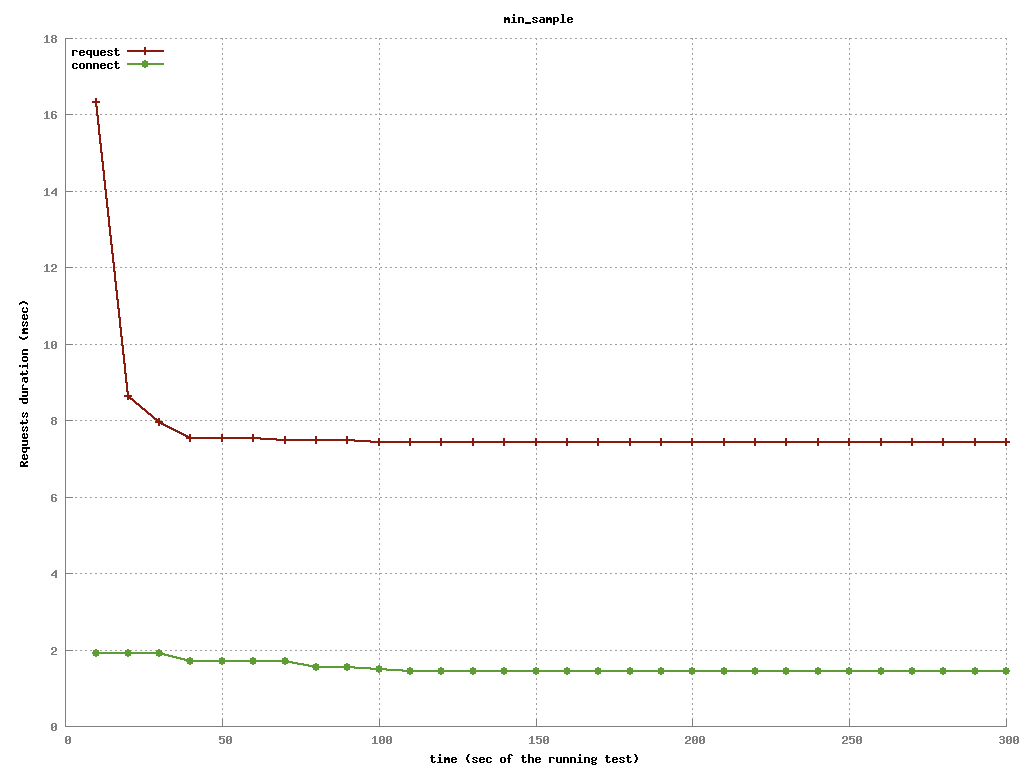 min_sample
18
request
connect
16
14
12
10
8
6
4
2
0
Requests duration (msec)
0 50 100 150 200 250 300
time (sec of the running test)